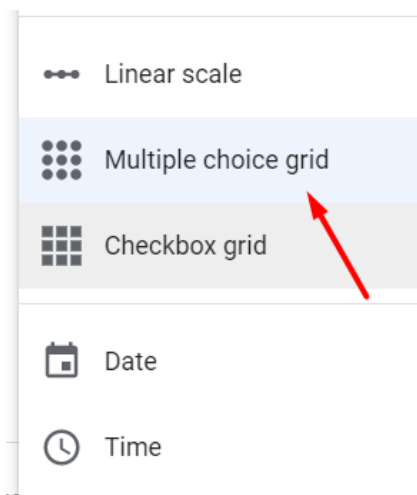 Linear scale
Multiple choice grid
Checkbox grid
Date
Time